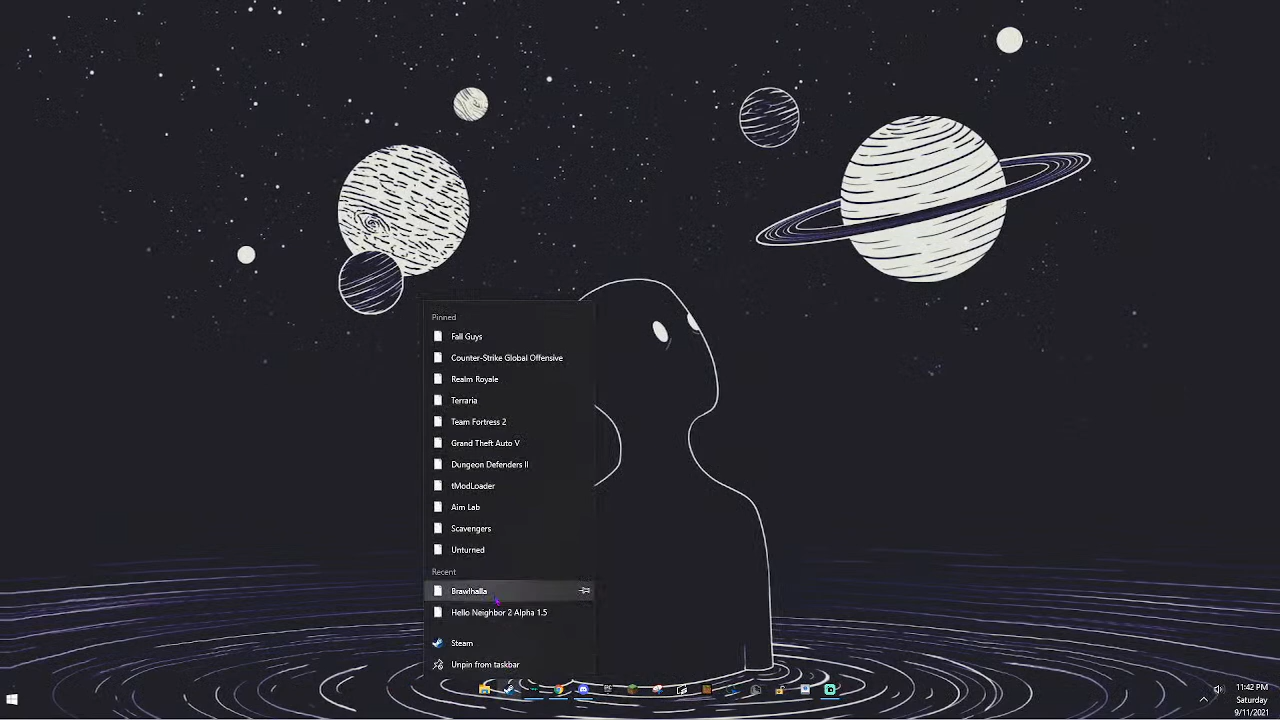 Pinned
Fall Guys
Counter-Strike Global Offensive
Realm Royale
Terraria
Team Fortress 2
Grand Theft Auto V
Dungeon Defenders II
tModLoader
Aim Lab
Scavengers
Unturned
Recent
Brawlhalla
Hello Neighbor 2 Alpha 1.5
Steam
Unpin from taskbar
11:42 PM
Saturday
9/11/2021